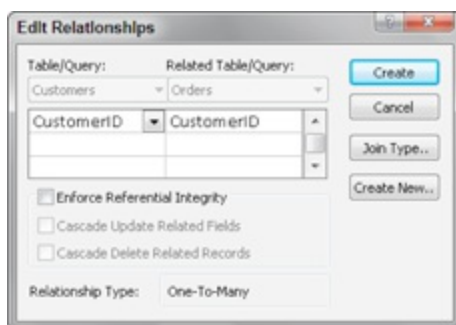 Edit Relationships
Table/Query: Related Table/Query:
Customers Orders
CustomerID CustomerID
Create
Cancel
Join Type..
Create New..
Enforce Referential Integrity
Cascade Update Related Fields
Cascade Delete Related Records
Relationship Type: One-To-Many